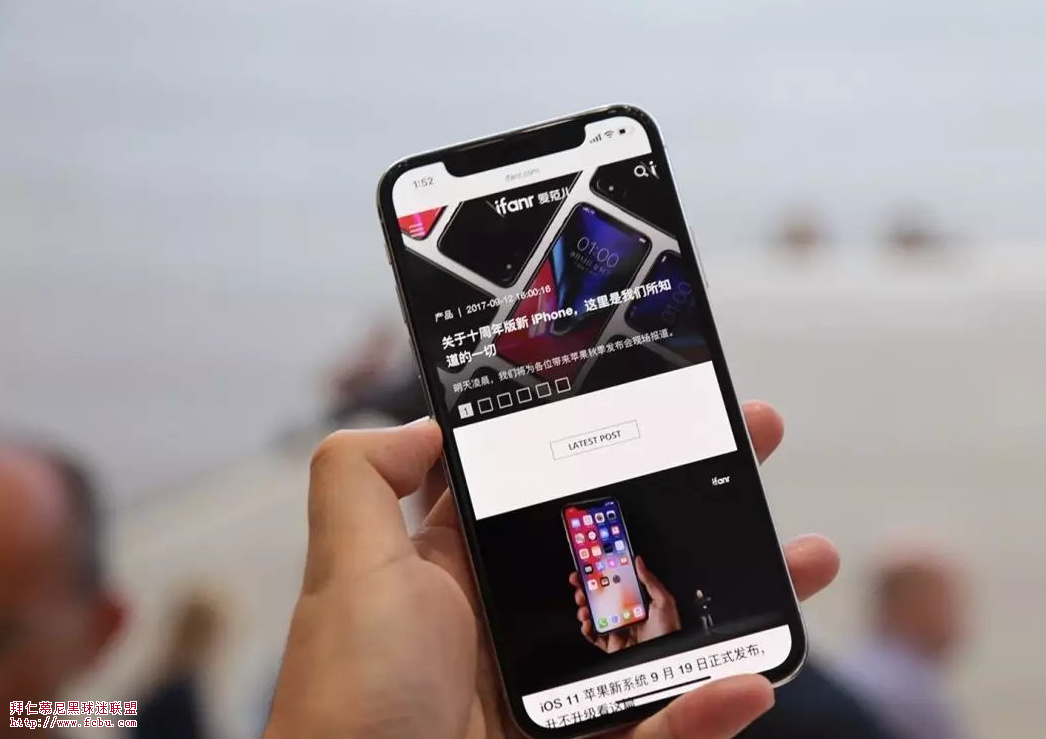 1:52
ifanr.com
ifanr 爱范儿
01:00
产品 | 2017-09-12 18:00:16
关于十周年版新 iPhone，这里是我们所知
道的一切
明天凌晨，我们将为各位带来苹果秋季发布会现场报道。
1
LATEST POST
ifanr
iOS 11 苹果新系统 9 月 19 日正式发布，
升不升级看这篇
拜仁慕尼黑球迷联盟
http://www.fcbu.com